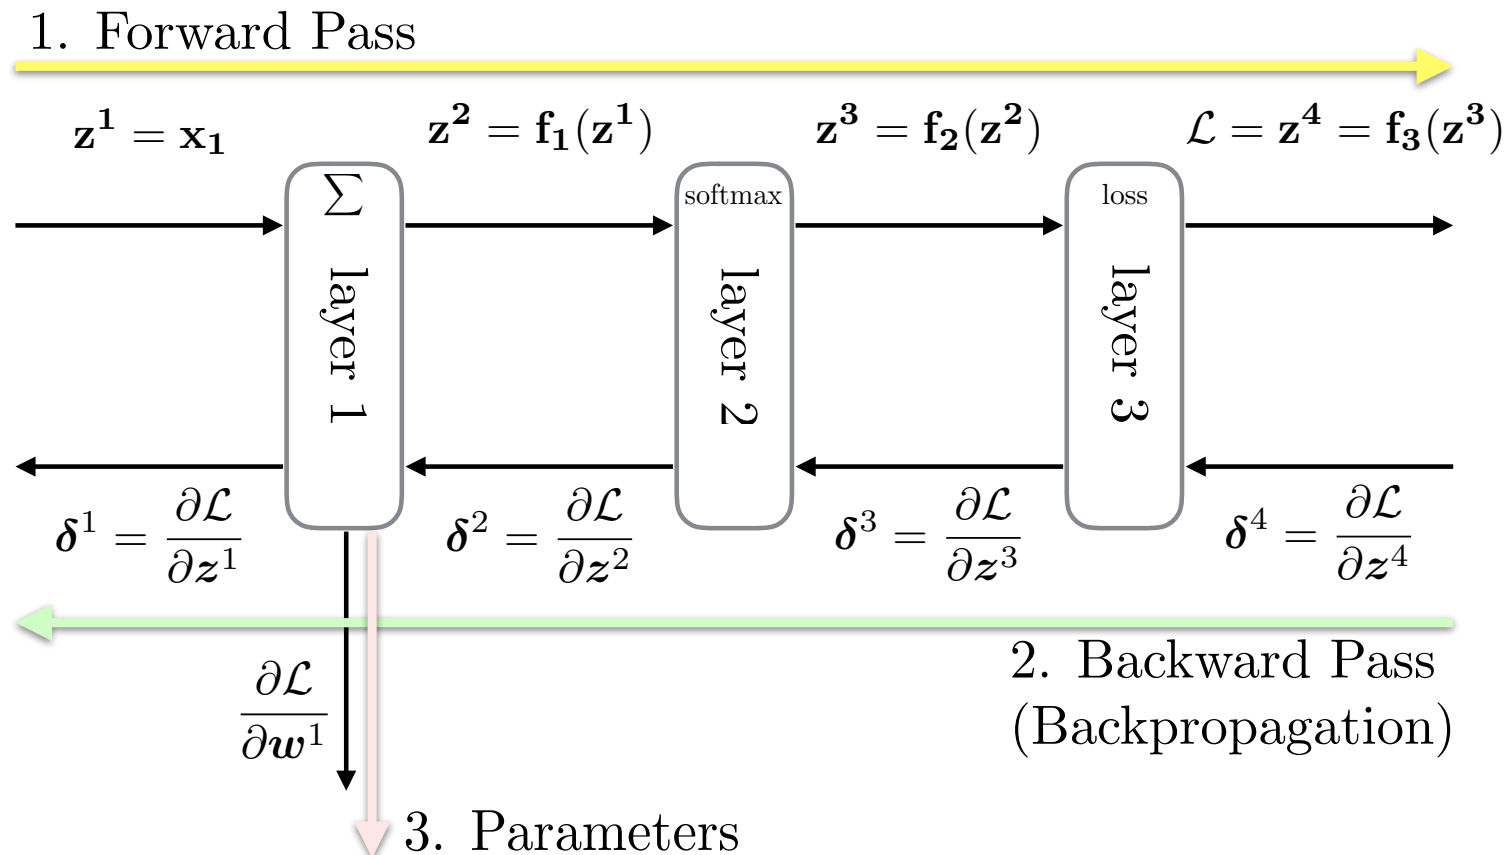 1. Forward Pass
z¹ = x₁
z² = f₁(z¹)
z³ = f₂(z²)
ℒ = z⁴ = f₃(z³)
∑
layer 1
softmax
layer 2
loss
layer 3
δ¹ = ∂ℒ/∂z¹
δ² = ∂ℒ/∂z²
δ³ = ∂ℒ/∂z³
δ⁴ = ∂ℒ/∂z⁴
2. Backward Pass
(Backpropagation)
∂ℒ/∂w¹
3. Parameters